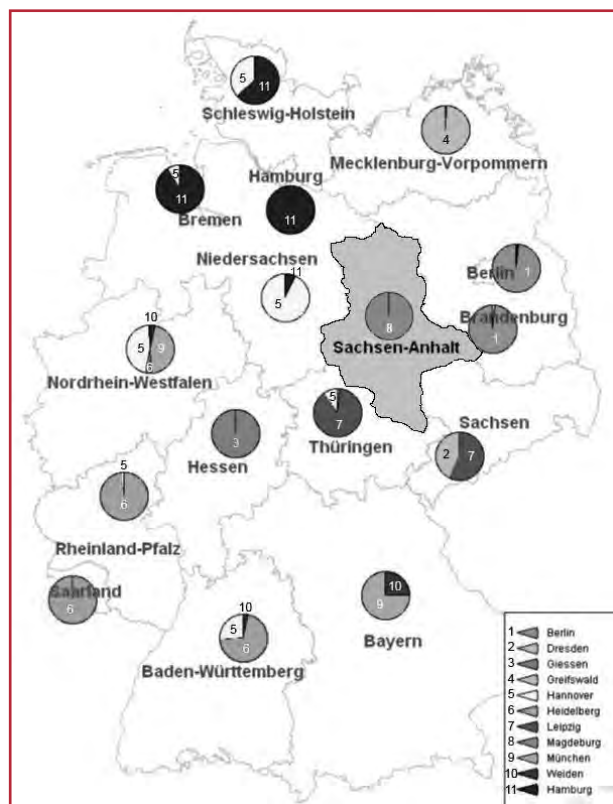 5 11
Schleswig-Holstein
4
Mecklenburg-Vorpommern
5
11
Bremen
Hamburg
11
Niedersachsen
11
5
Berlin 1
Brandenburg
1
8
Sachsen-Anhalt
10
5 9
6
Nordrhein-Westfalen
5
7
Thüringen
Sachsen
2 7
3
Hessen
5
6
Rheinland-Pfalz
Saarland
6
10
9
Bayern
10
5
6
Baden-Württemberg
1 Berlin
2 Dresden
3 Giessen
4 Greifswald
5 Hannover
6 Heidelberg
7 Leipzig
8 Magdeburg
9 München
10 Weiden
11 Hamburg